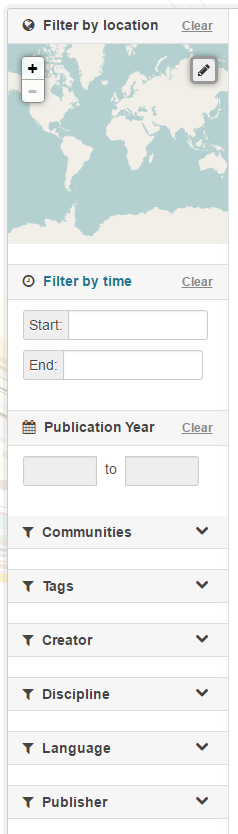 Filter by location Clear
+
−
Filter by time Clear
Start:
End:
Publication Year Clear
to
Communities
Tags
Creator
Discipline
Language
Publisher